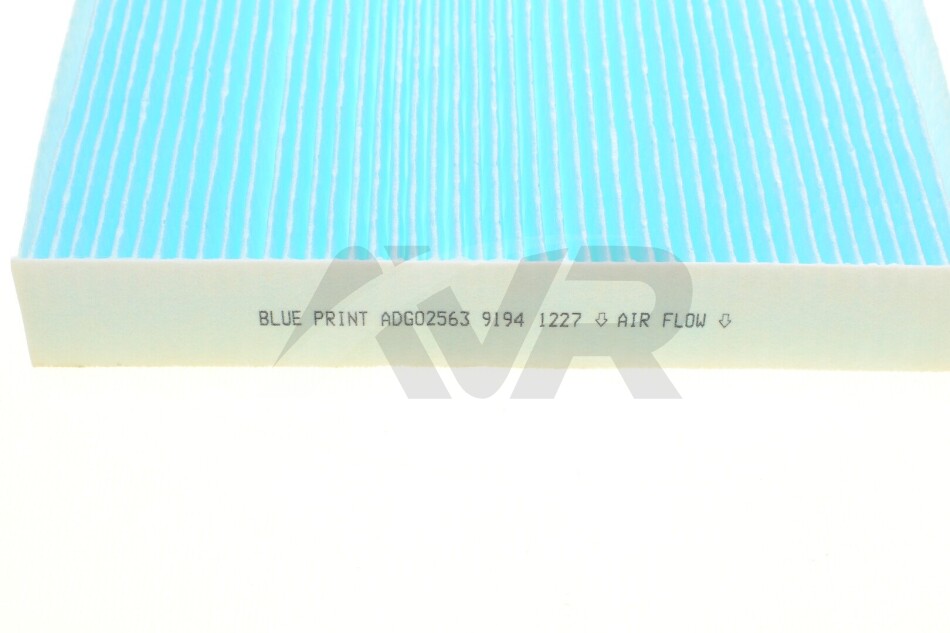 BLUE PRINT ADG02563 9194 1227 ⇩ AIR FLOW ⇩